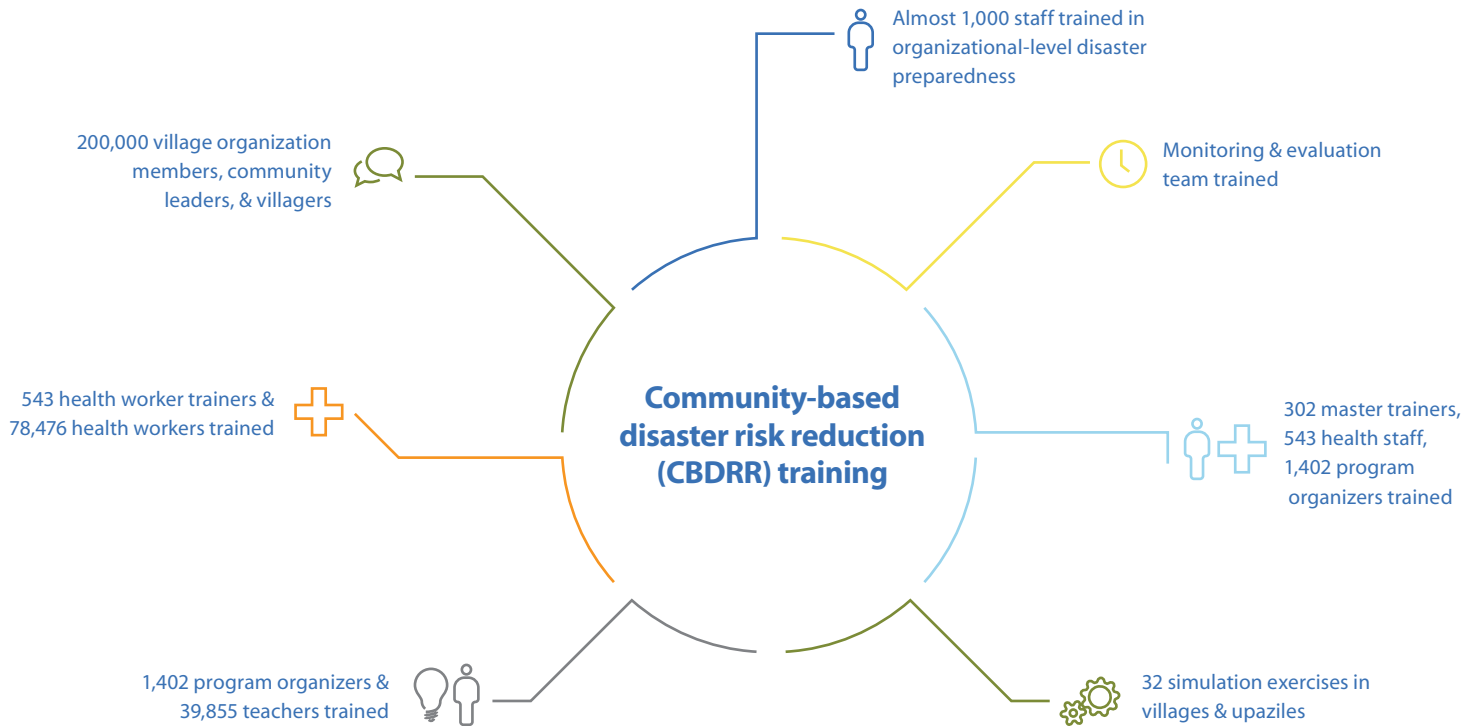 Almost 1,000 staff trained in
organizational-level disaster
preparedness
200,000 village organization
members, community
leaders, & villagers
Monitoring & evaluation
team trained
Community-based
disaster risk reduction
(CBDRR) training
543 health worker trainers &
78,476 health workers trained
302 master trainers,
543 health staff,
1,402 program
organizers trained
1,402 program organizers &
39,855 teachers trained
32 simulation exercises in
villages & upaziles